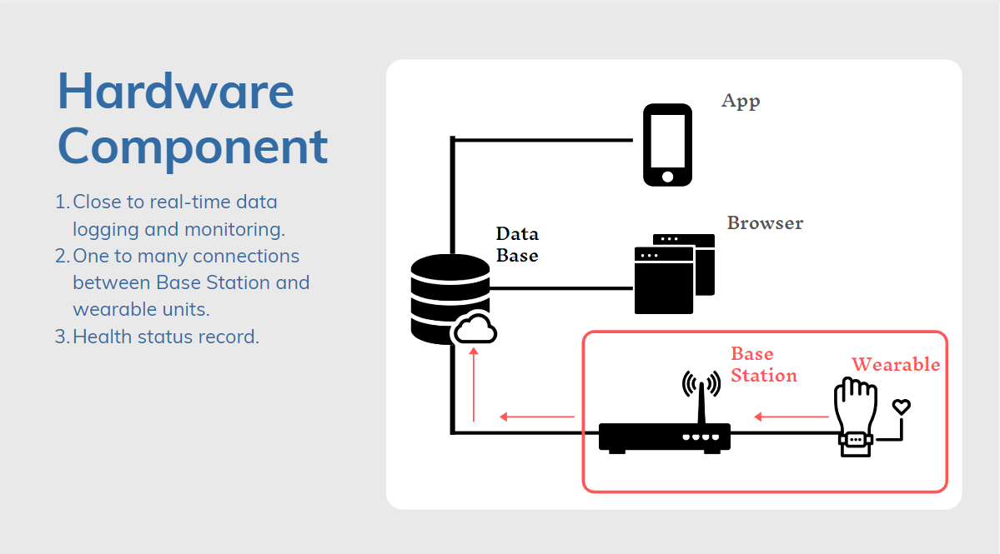 Hardware
Component
1. Close to real-time data
logging and monitoring.
2. One to many connections
between Base Station and
wearable units.
3. Health status record.
App
Browser
Data
Base
Base
Station
Wearable